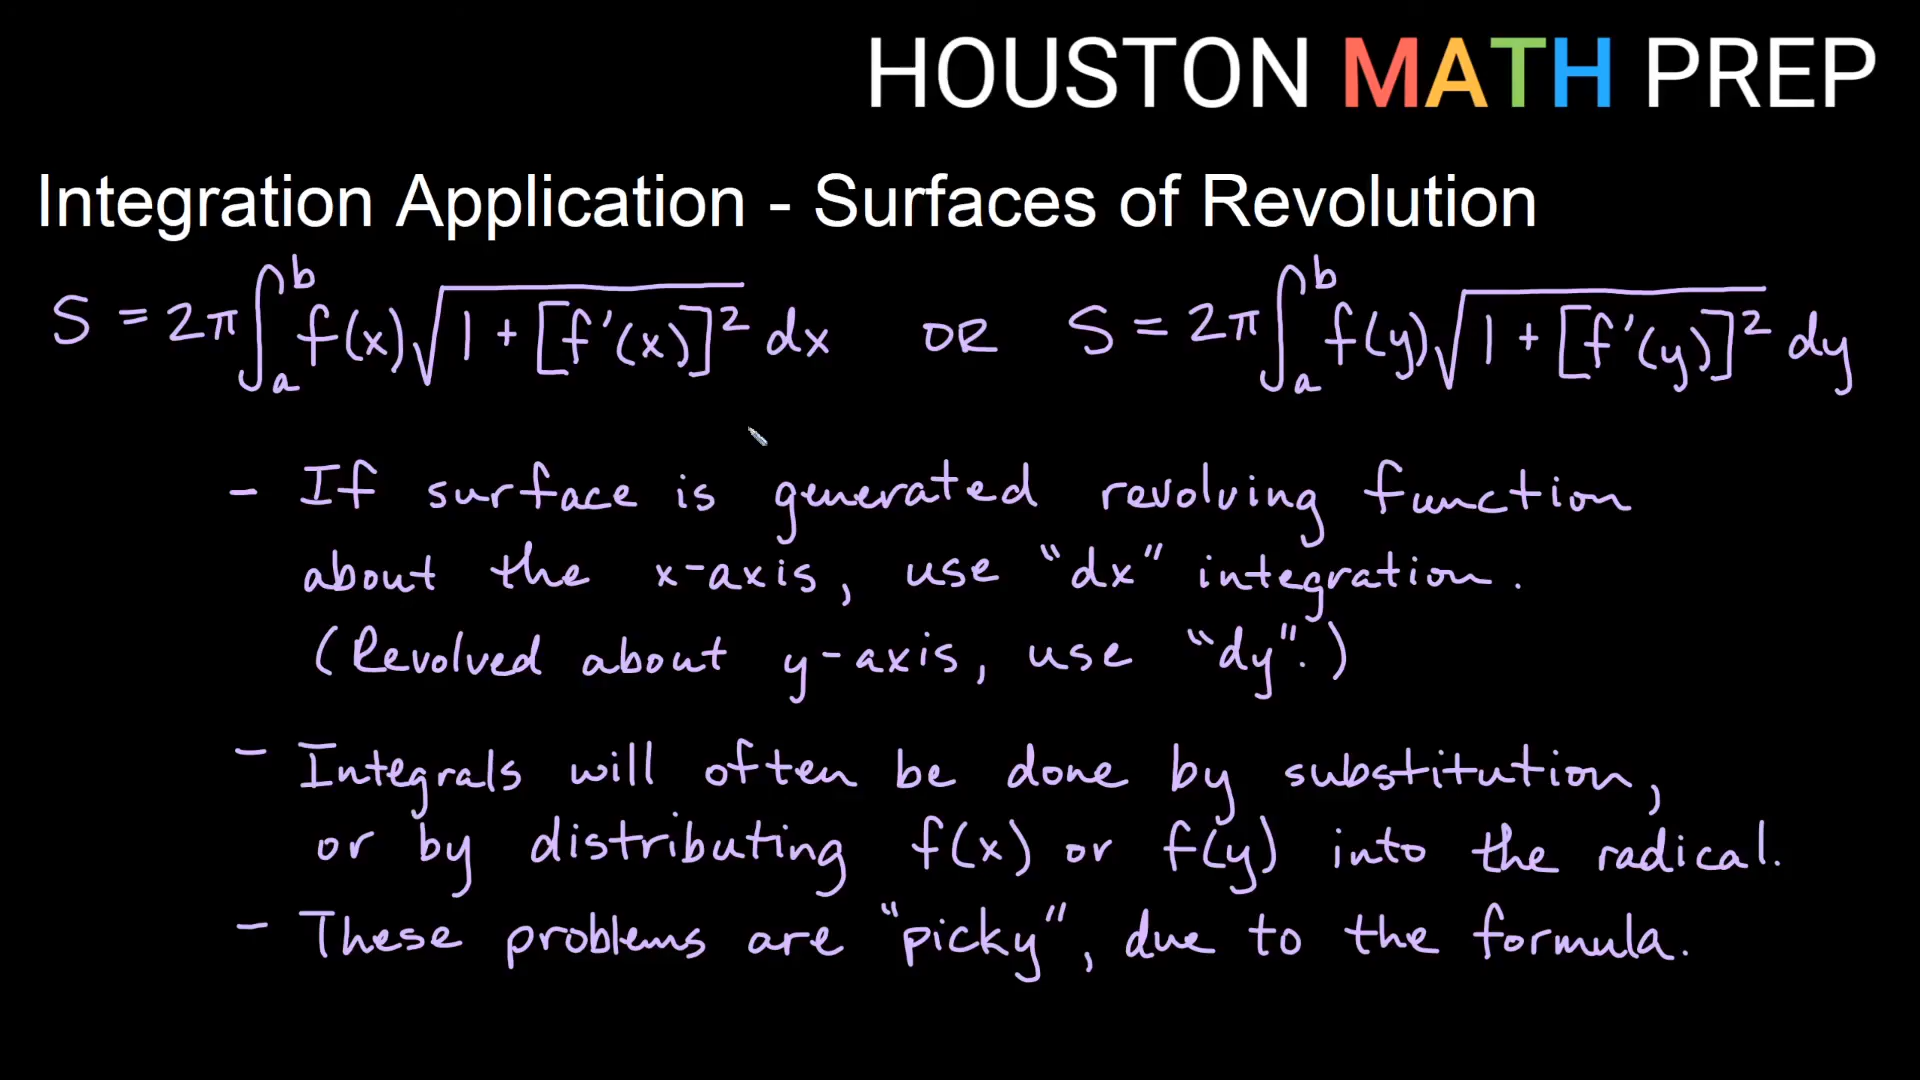 HOUSTON MATH PREP
Integration Application - Surfaces of Revolution
S = 2π ∫_a^b f(x) √(1 + [f'(x)]²) dx OR S = 2π ∫_a^b f(y) √(1 + [f'(y)]²) dy
- If surface is generated revolving function
about the x-axis, use "dx" integration.
(Revolved about y-axis, use "dy".)
- Integrals will often be done by substitution,
or by distributing f(x) or f(y) into the radical.
- These problems are "picky", due to the formula.